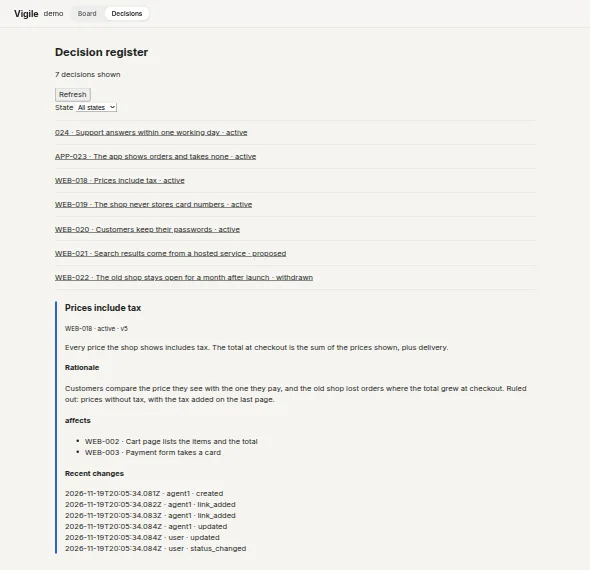 Vigile demo Board Decisions
Decision register
7 decisions shown
Refresh
State All states
024 · Support answers within one working day · active
APP-023 · The app shows orders and takes none · active
WEB-018 · Prices include tax · active
WEB-019 · The shop never stores card numbers · active
WEB-020 · Customers keep their passwords · active
WEB-021 · Search results come from a hosted service · proposed
WEB-022 · The old shop stays open for a month after launch · withdrawn
Prices include tax
WEB-018 · active · v5
Every price the shop shows includes tax. The total at checkout is the sum of the prices shown, plus delivery.
Rationale
Customers compare the price they see with the one they pay, and the old shop lost orders where the total grew at checkout. Ruled
out: prices without tax, with the tax added on the last page.
affects
• WEB-002 · Cart page lists the items and the total
• WEB-003 · Payment form takes a card
Recent changes
2026-11-19T20:05:34.081Z · agent1 · created
2026-11-19T20:05:34.082Z · agent1 · link_added
2026-11-19T20:05:34.083Z · agent1 · link_added
2026-11-19T20:05:34.084Z · agent1 · updated
2026-11-19T20:05:34.084Z · user · updated
2026-11-19T20:05:34.084Z · user · status_changed